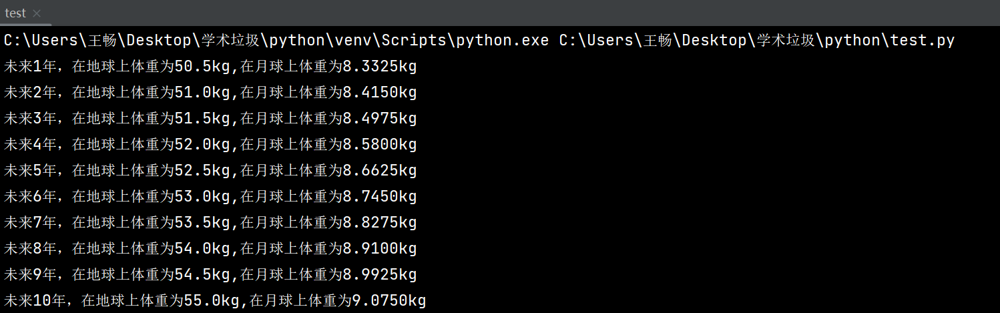 test
C:\Users\王畅\Desktop\学术垃圾\python\venv\Scripts\python.exe C:\Users\王畅\Desktop\学术垃圾\python\test.py
未来1年，在地球上体重为50.5kg,在月球上体重为8.3325kg
未来2年，在地球上体重为51.0kg,在月球上体重为8.4150kg
未来3年，在地球上体重为51.5kg,在月球上体重为8.4975kg
未来4年，在地球上体重为52.0kg,在月球上体重为8.5800kg
未来5年，在地球上体重为52.5kg,在月球上体重为8.6625kg
未来6年，在地球上体重为53.0kg,在月球上体重为8.7450kg
未来7年，在地球上体重为53.5kg,在月球上体重为8.8275kg
未来8年，在地球上体重为54.0kg,在月球上体重为8.9100kg
未来9年，在地球上体重为54.5kg,在月球上体重为8.9925kg
未来10年，在地球上体重为55.0kg,在月球上体重为9.0750kg